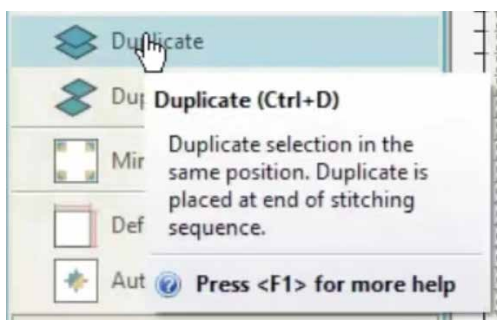 Duplicate
Dup
Duplicate (Ctrl+D)
Mir
Duplicate selection in the
same position. Duplicate is
placed at end of stitching
sequence.
Def
Aut
Press <F1> for more help